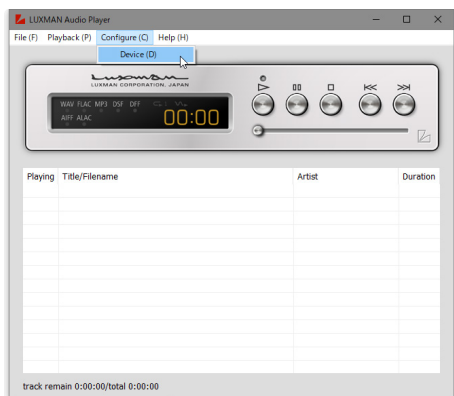 LUXMAN Audio Player
File (F) Playback (P) Configure (C) Help (H)
Device (D)
Luxman
LUXMAN CORPORATION, JAPAN
WAV FLAC MP3 DSF DFF
AIFF ALAC
00:00
Playing Title/Filename Artist Duration
track remain 0:00:00/total 0:00:00